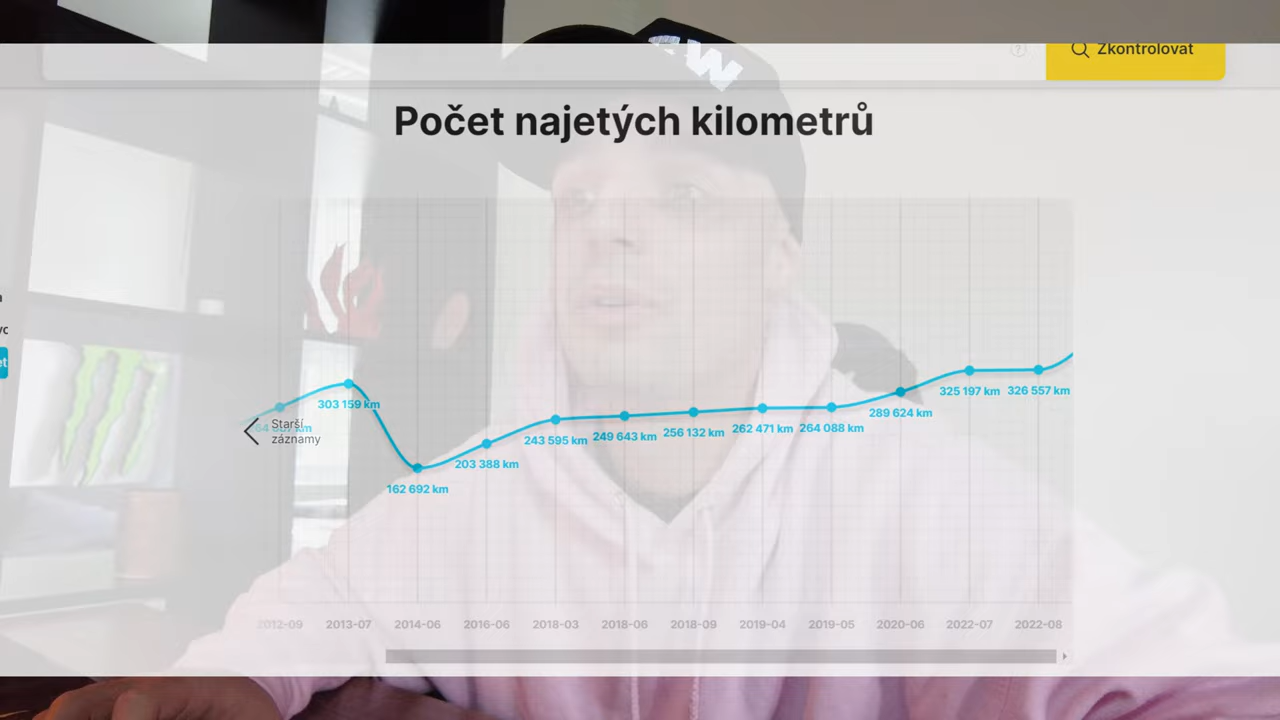 Zkontrolovat
Počet najetých kilometrů
303 159 km
Starší
záznamy
162 692 km
203 388 km
243 595 km
249 643 km
256 132 km
262 471 km
264 088 km
289 624 km
325 197 km
326 557 km
2012-09 2013-07 2014-06 2016-06 2018-03 2018-06 2018-09 2019-04 2019-05 2020-06 2022-07 2022-08